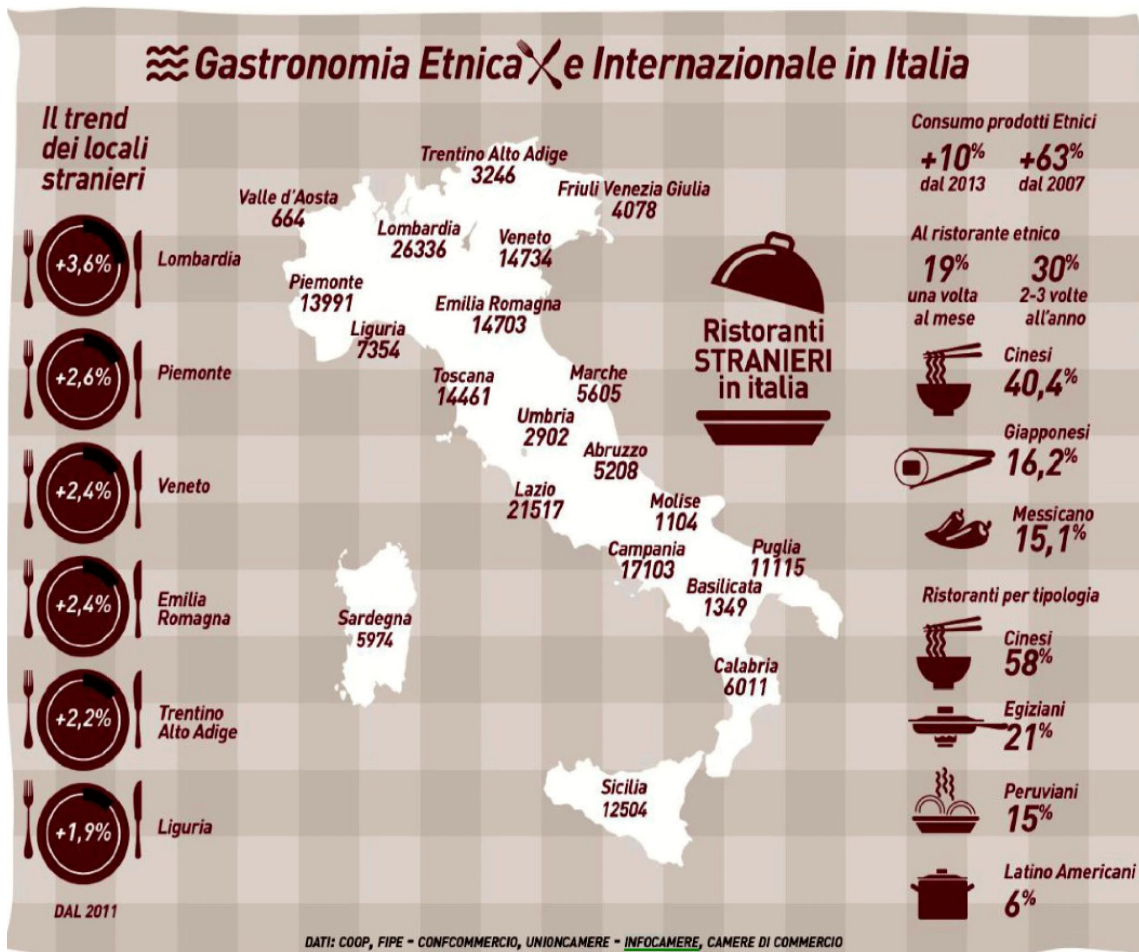 Gastronomia Etnica e Internazionale in Italia
Il trend
dei locali
stranieri
+3,6%
Lombardia
+2,6%
Piemonte
+2,4%
Veneto
+2,4%
Emilia
Romagna
+2,2%
Trentino
Alto Adige
+1,9%
Liguria
DAL 2011
Trentino Alto Adige
3246
Valle d'Aosta
664
Friuli Venezia Giulia
4078
Lombardia
26336
Veneto
14734
Piemonte
13991
Emilia Romagna
14703
Liguria
7354
Toscana
14461
Marche
5605
Umbria
2902
Abruzzo
5208
Lazio
21517
Molise
1104
Campania
17103
Puglia
11115
Basilicata
1349
Sardegna
5974
Calabria
6011
Sicilia
12504
Ristoranti
STRANIERI
in italia
Consumo prodotti Etnici
+10% +63%
dal 2013 dal 2007
Al ristorante etnico
19% 30%
una volta 2-3 volte
al mese all'anno
Cinesi
40,4%
Giapponesi
16,2%
Messicano
15,1%
Ristoranti per tipologia
Cinesi
58%
Egiziani
21%
Peruviani
15%
Latino Americani
6%
DATI: COOP, FIPE - CONFCOMMERCIO, UNIONCAMERE - INFOCAMERE, CAMERE DI COMMERCIO